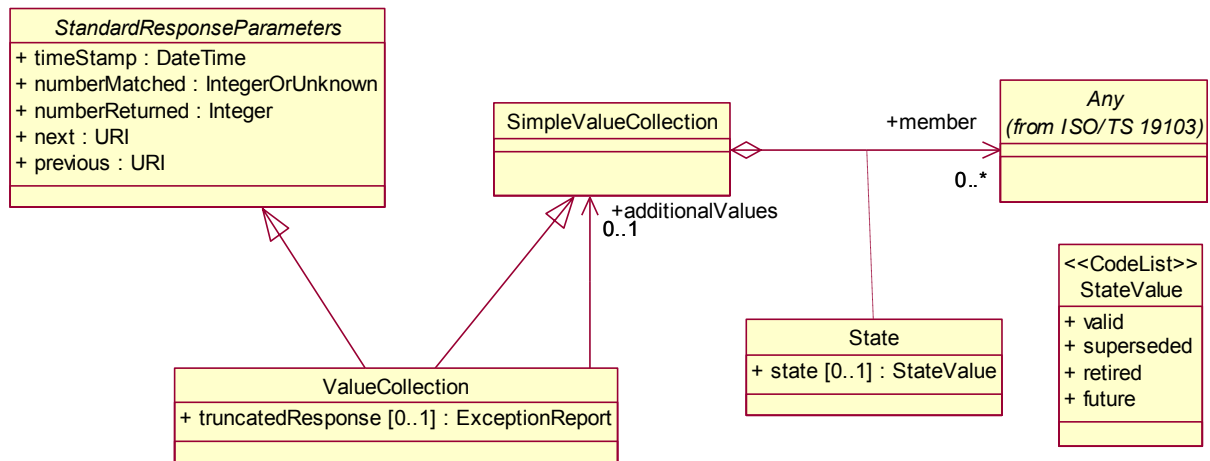 StandardResponseParameters
+ timeStamp : DateTime
+ numberMatched : IntegerOrUnknown
+ numberReturned : Integer
+ next : URI
+ previous : URI
SimpleValueCollection
+member
0..*
Any
(from ISO/TS 19103)
+additionalValues
0..1
<<CodeList>>
StateValue
+ valid
+ superseded
+ retired
+ future
State
+ state [0..1] : StateValue
ValueCollection
+ truncatedResponse [0..1] : ExceptionReport